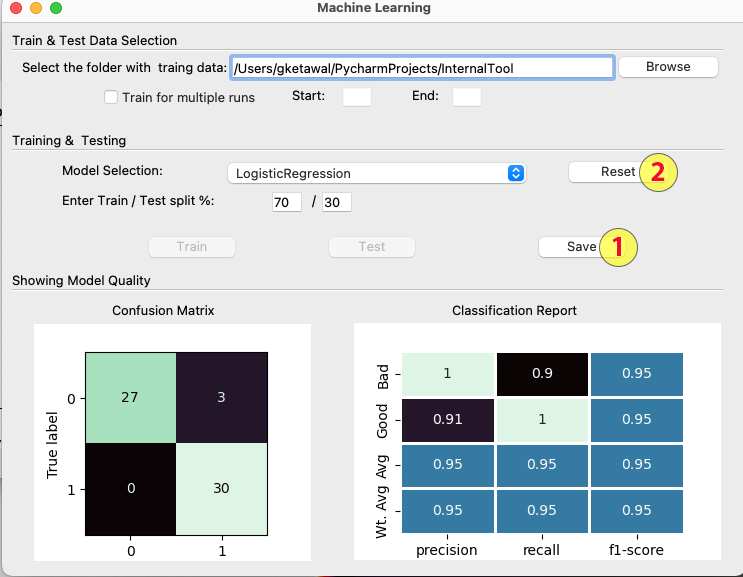 Machine Learning
Train & Test Data Selection
Select the folder with traing data: /Users/gketawal/PycharmProjects/InternalTool Browse
Train for multiple runs Start: End:
Training & Testing
Model Selection: LogisticRegression Reset 2
Enter Train / Test split %: 70 / 30
Train Test Save 1
Showing Model Quality
Confusion Matrix Classification Report
True label
0 27 3
1 0 30
0 1
Bad 1 0.9 0.95
Good 0.91 1 0.95
Avg 0.95 0.95 0.95
Wt. Avg 0.95 0.95 0.95
precision recall f1-score